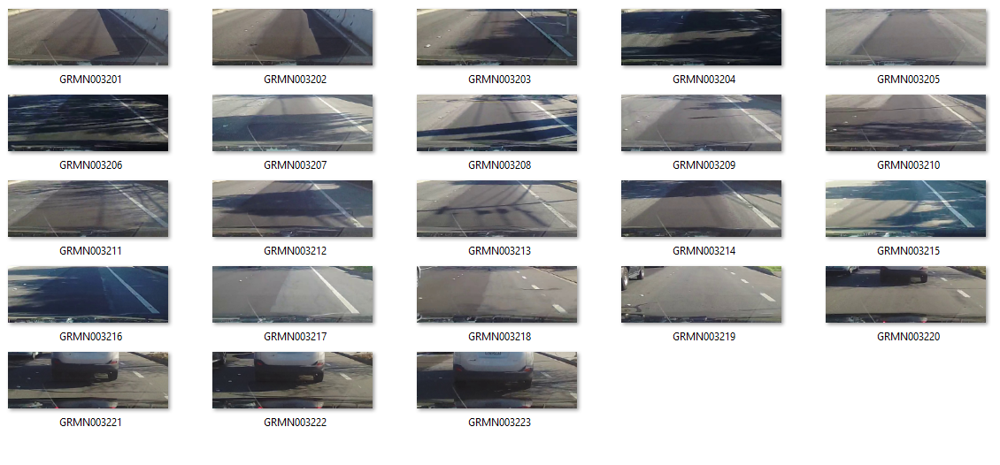 GRMN003201 GRMN003202 GRMN003203 GRMN003204 GRMN003205
GRMN003206 GRMN003207 GRMN003208 GRMN003209 GRMN003210
GRMN003211 GRMN003212 GRMN003213 GRMN003214 GRMN003215
GRMN003216 GRMN003217 GRMN003218 GRMN003219 GRMN003220
GRMN003221 GRMN003222 GRMN003223